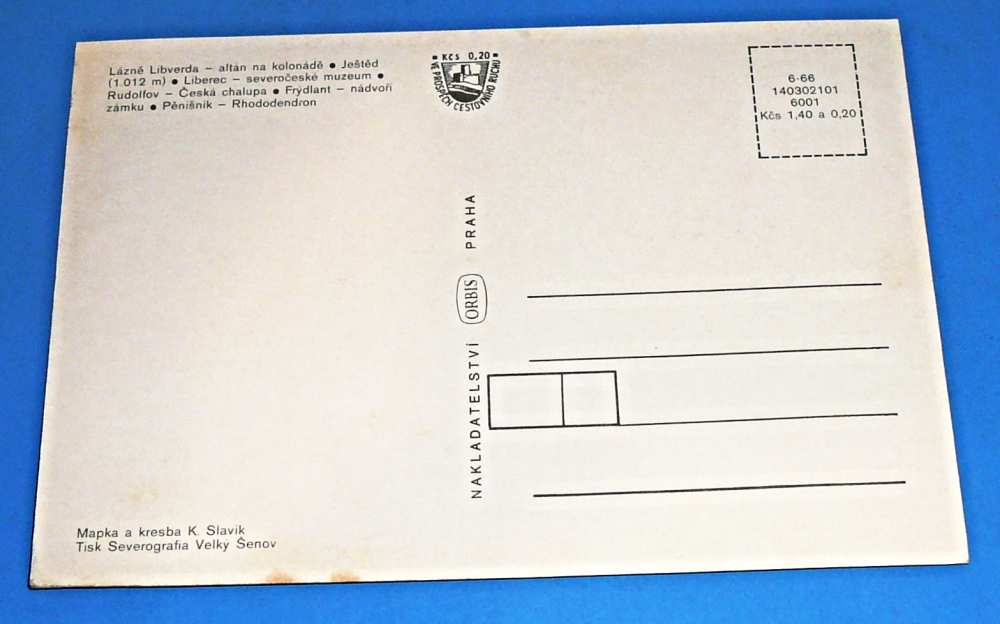 Lázně Libverda – altán na kolonádě ● Ještěd
(1.012 m) ● Liberec – severočeské muzeum ●
Rudolfov – Česká chalupa ● Frýdlant – nádvoří
zámku ● Pěnišník – Rhododendron
Kčs 0,20
VE PROSPĚCH CESTOVNÍHO RUCHU
6-66
140302101
6001
Kčs 1,40 a 0,20
NAKLADATELSTVÍ ORBIS PRAHA
Mapka a kresba K. Slavík
Tisk Severografia Velký Šenov